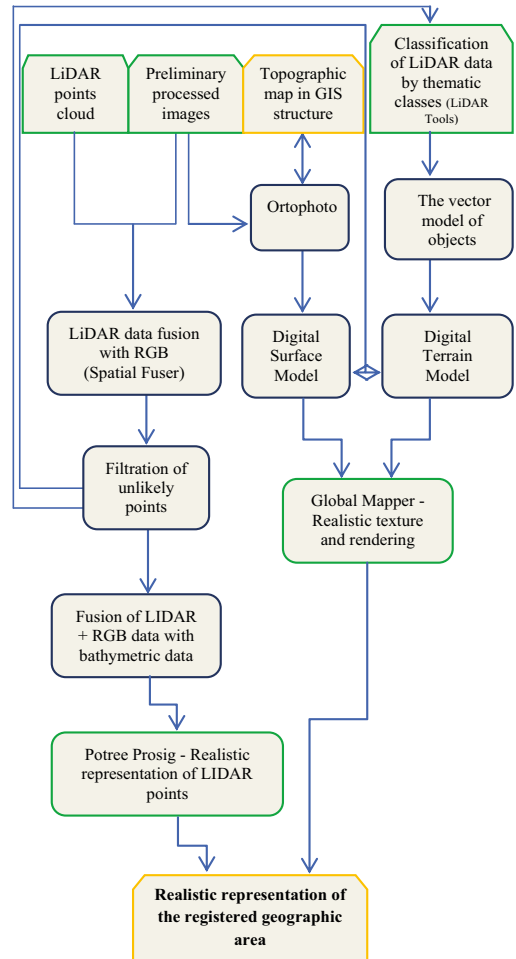 LiDAR
points
cloud
Preliminary
processed
images
Topographic
map in GIS
structure
Classification
of LiDAR data
by thematic
classes (LiDAR
Tools)
Ortophoto
The vector
model of
objects
LiDAR data fusion
with RGB
(Spatial Fuser)
Digital
Surface
Model
Digital
Terrain
Model
Filtration of
unlikely
points
Global Mapper -
Realistic texture
and rendering
Fusion of LIDAR
+ RGB data with
bathymetric data
Potree Prosig - Realistic
representation of LIDAR
points
Realistic representation of
the registered geographic
area